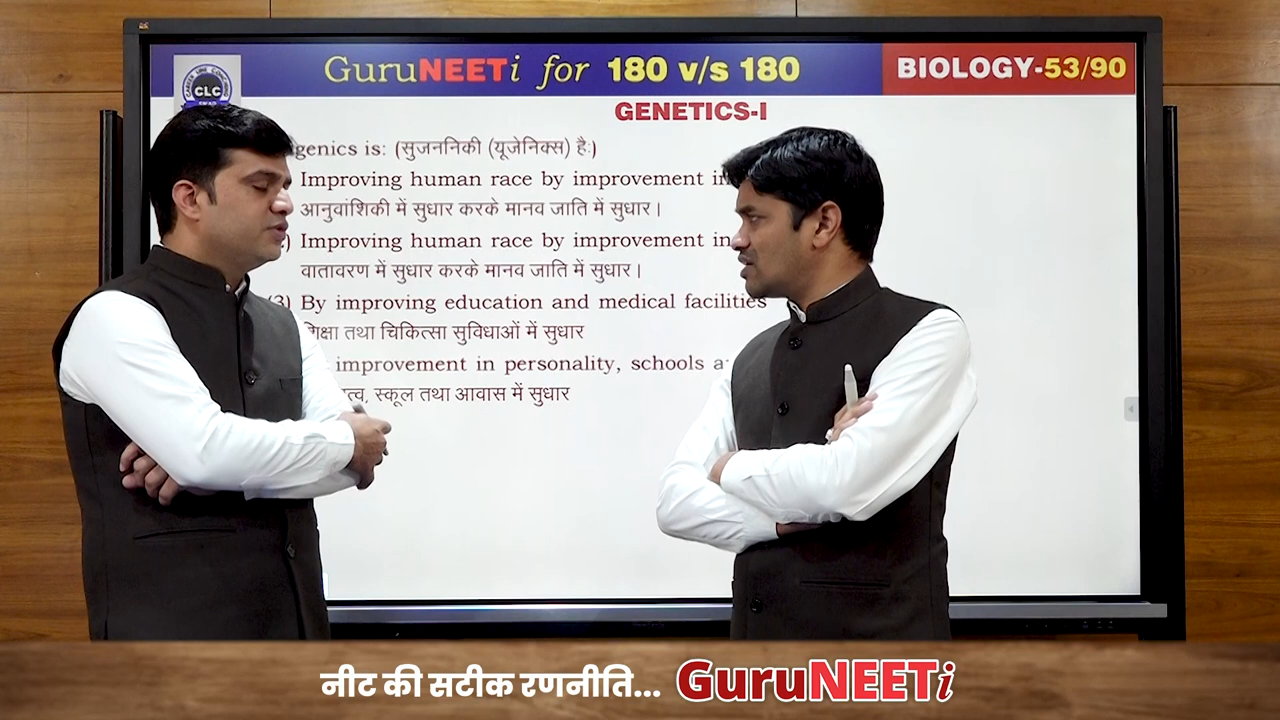 GuruNEETi for 180 v/s 180
BIOLOGY-53/90
CLC
GENETICS-I
genics is: (सुजननिकी (यूजेनिक्स) है:)
Improving human race by improvement in
आनुवांशिकी में सुधार करके मानव जाति में सुधार।
Improving human race by improvement in
वातावरण में सुधार करके मानव जाति में सुधार।
(3) By improving education and medical facilities
शिक्षा तथा चिकित्सा सुविधाओं में सुधार
improvement in personality, schools
स्कूल तथा आवास में सुधार
नीट की सटीक रणनीति... GuruNEETi